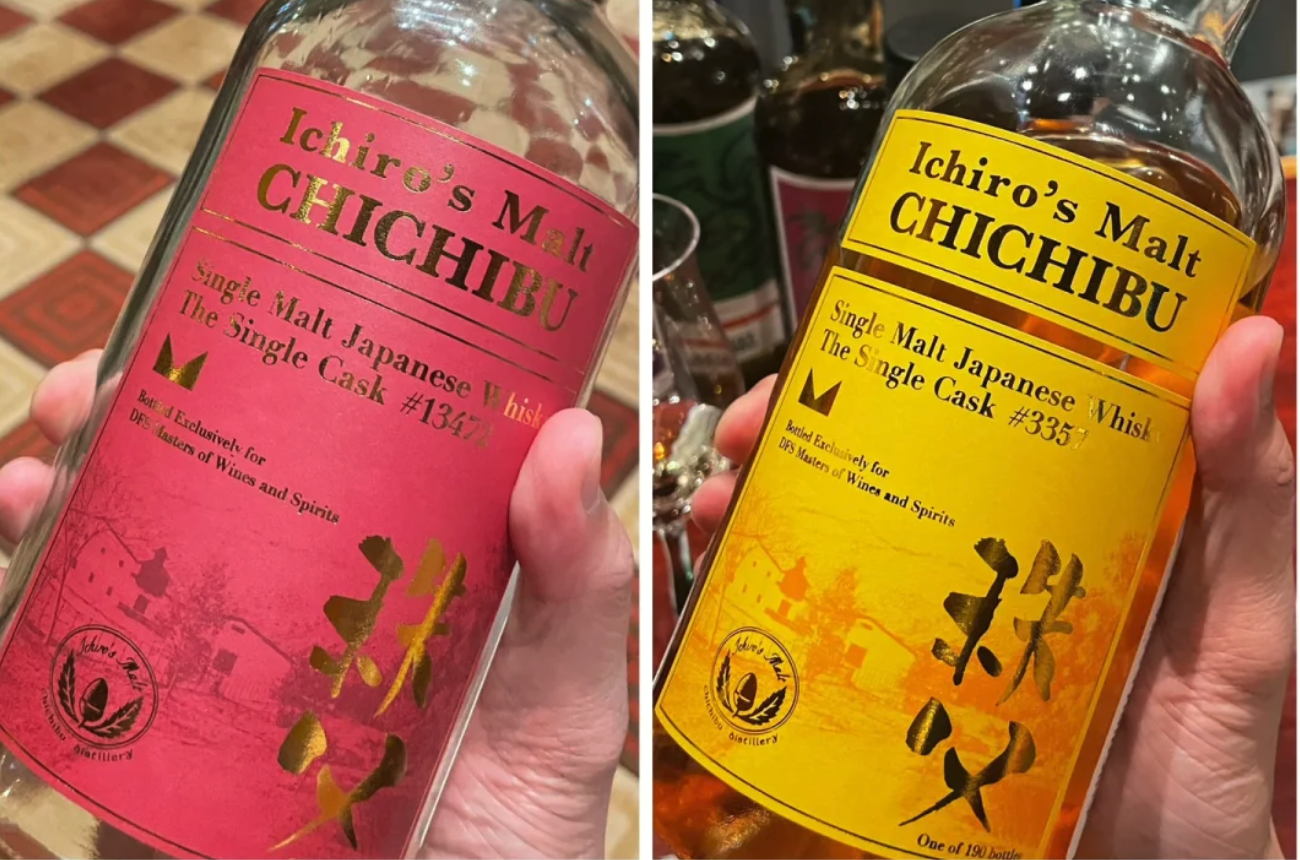 Ichiro's Malt
CHICHIBU
Single Malt Japanese Whisk
The Single Cask #13472
Bottled Exclusively for
DFS Masters of Wines and Spirits
秩
父
Ichiro's Malt
Chichibu distillery
Ichiro's Malt
CHICHIBU
Single Malt Japanese Whisk
The Single Cask #3357
Bottled Exclusively for
DFS Masters of Wines and Spirits
秩
父
Ichiro's Malt
Chichibu distillery
One of 190 bottles